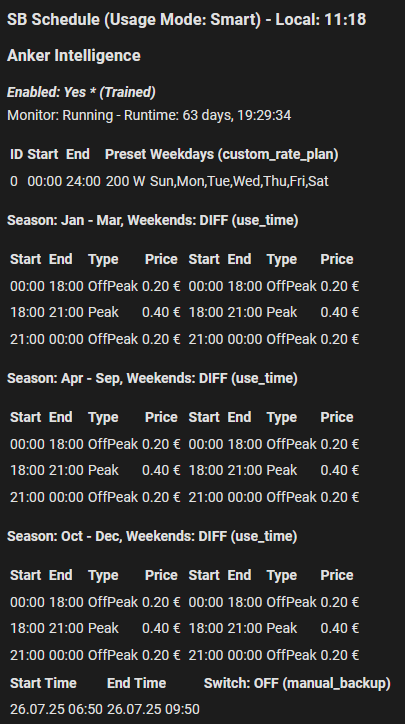 SB Schedule (Usage Mode: Smart) - Local: 11:18
Anker Intelligence
Enabled: Yes * (Trained)
Monitor: Running - Runtime: 63 days, 19:29:34
ID Start End Preset Weekdays (custom_rate_plan)
0 00:00 24:00 200 W Sun,Mon,Tue,Wed,Thu,Fri,Sat
Season: Jan - Mar, Weekends: DIFF (use_time)
Start End Type Price Start End Type Price
00:00 18:00 OffPeak 0.20 € 00:00 18:00 OffPeak 0.20 €
18:00 21:00 Peak 0.40 € 18:00 21:00 Peak 0.40 €
21:00 00:00 OffPeak 0.20 € 21:00 00:00 OffPeak 0.20 €
Season: Apr - Sep, Weekends: DIFF (use_time)
Start End Type Price Start End Type Price
00:00 18:00 OffPeak 0.20 € 00:00 18:00 OffPeak 0.20 €
18:00 21:00 Peak 0.40 € 18:00 21:00 Peak 0.40 €
21:00 00:00 OffPeak 0.20 € 21:00 00:00 OffPeak 0.20 €
Season: Oct - Dec, Weekends: DIFF (use_time)
Start End Type Price Start End Type Price
00:00 18:00 OffPeak 0.20 € 00:00 18:00 OffPeak 0.20 €
18:00 21:00 Peak 0.40 € 18:00 21:00 Peak 0.40 €
21:00 00:00 OffPeak 0.20 € 21:00 00:00 OffPeak 0.20 €
Start Time End Time Switch: OFF (manual_backup)
26.07.25 06:50 26.07.25 09:50